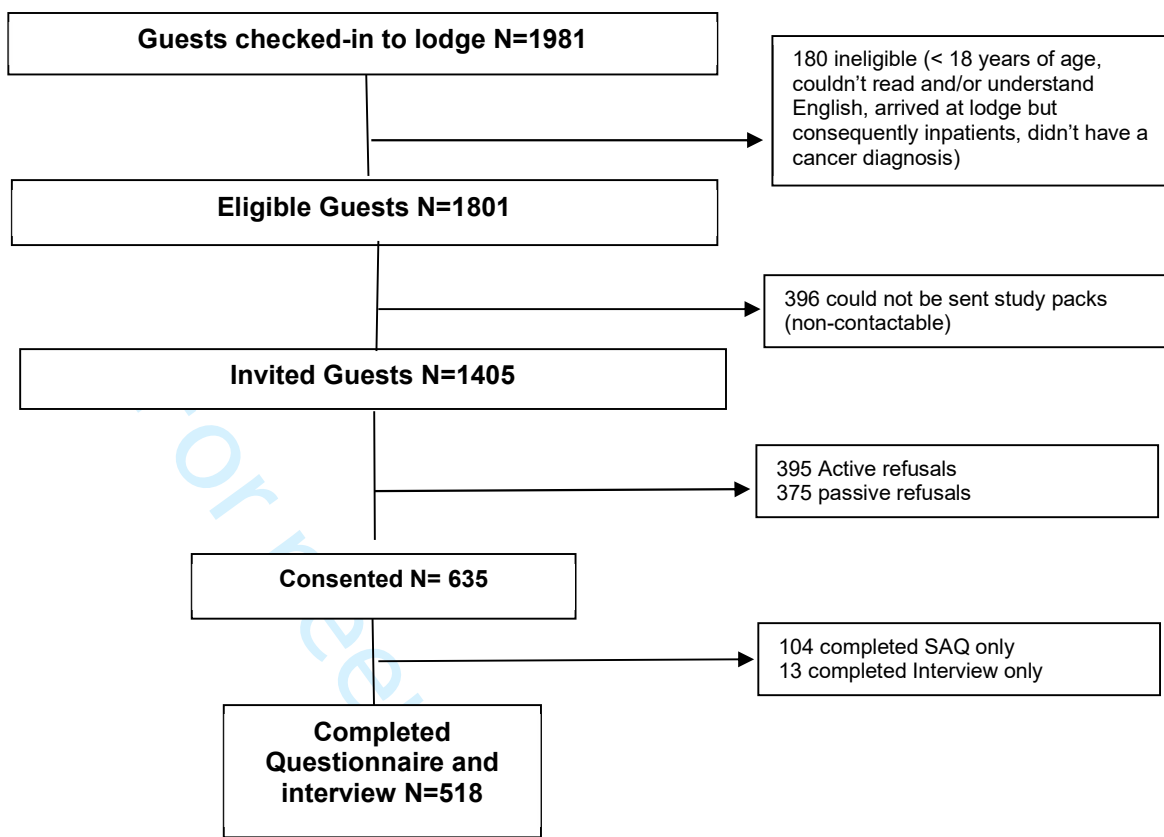 Guests checked-in to lodge N=1981
180 ineligible (< 18 years of age,
couldn't read and/or understand
English, arrived at lodge but
consequently inpatients, didn't have a
cancer diagnosis)
Eligible Guests N=1801
396 could not be sent study packs
(non-contactable)
Invited Guests N=1405
395 Active refusals
375 passive refusals
Consented N= 635
104 completed SAQ only
13 completed Interview only
Completed
Questionnaire and
interview N=518